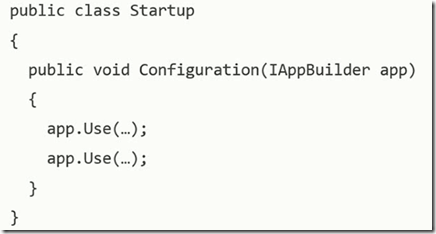 public class Startup
{
  public void Configuration(IAppBuilder app)
  {
    app.Use(…);
    app.Use(…);
  }
}